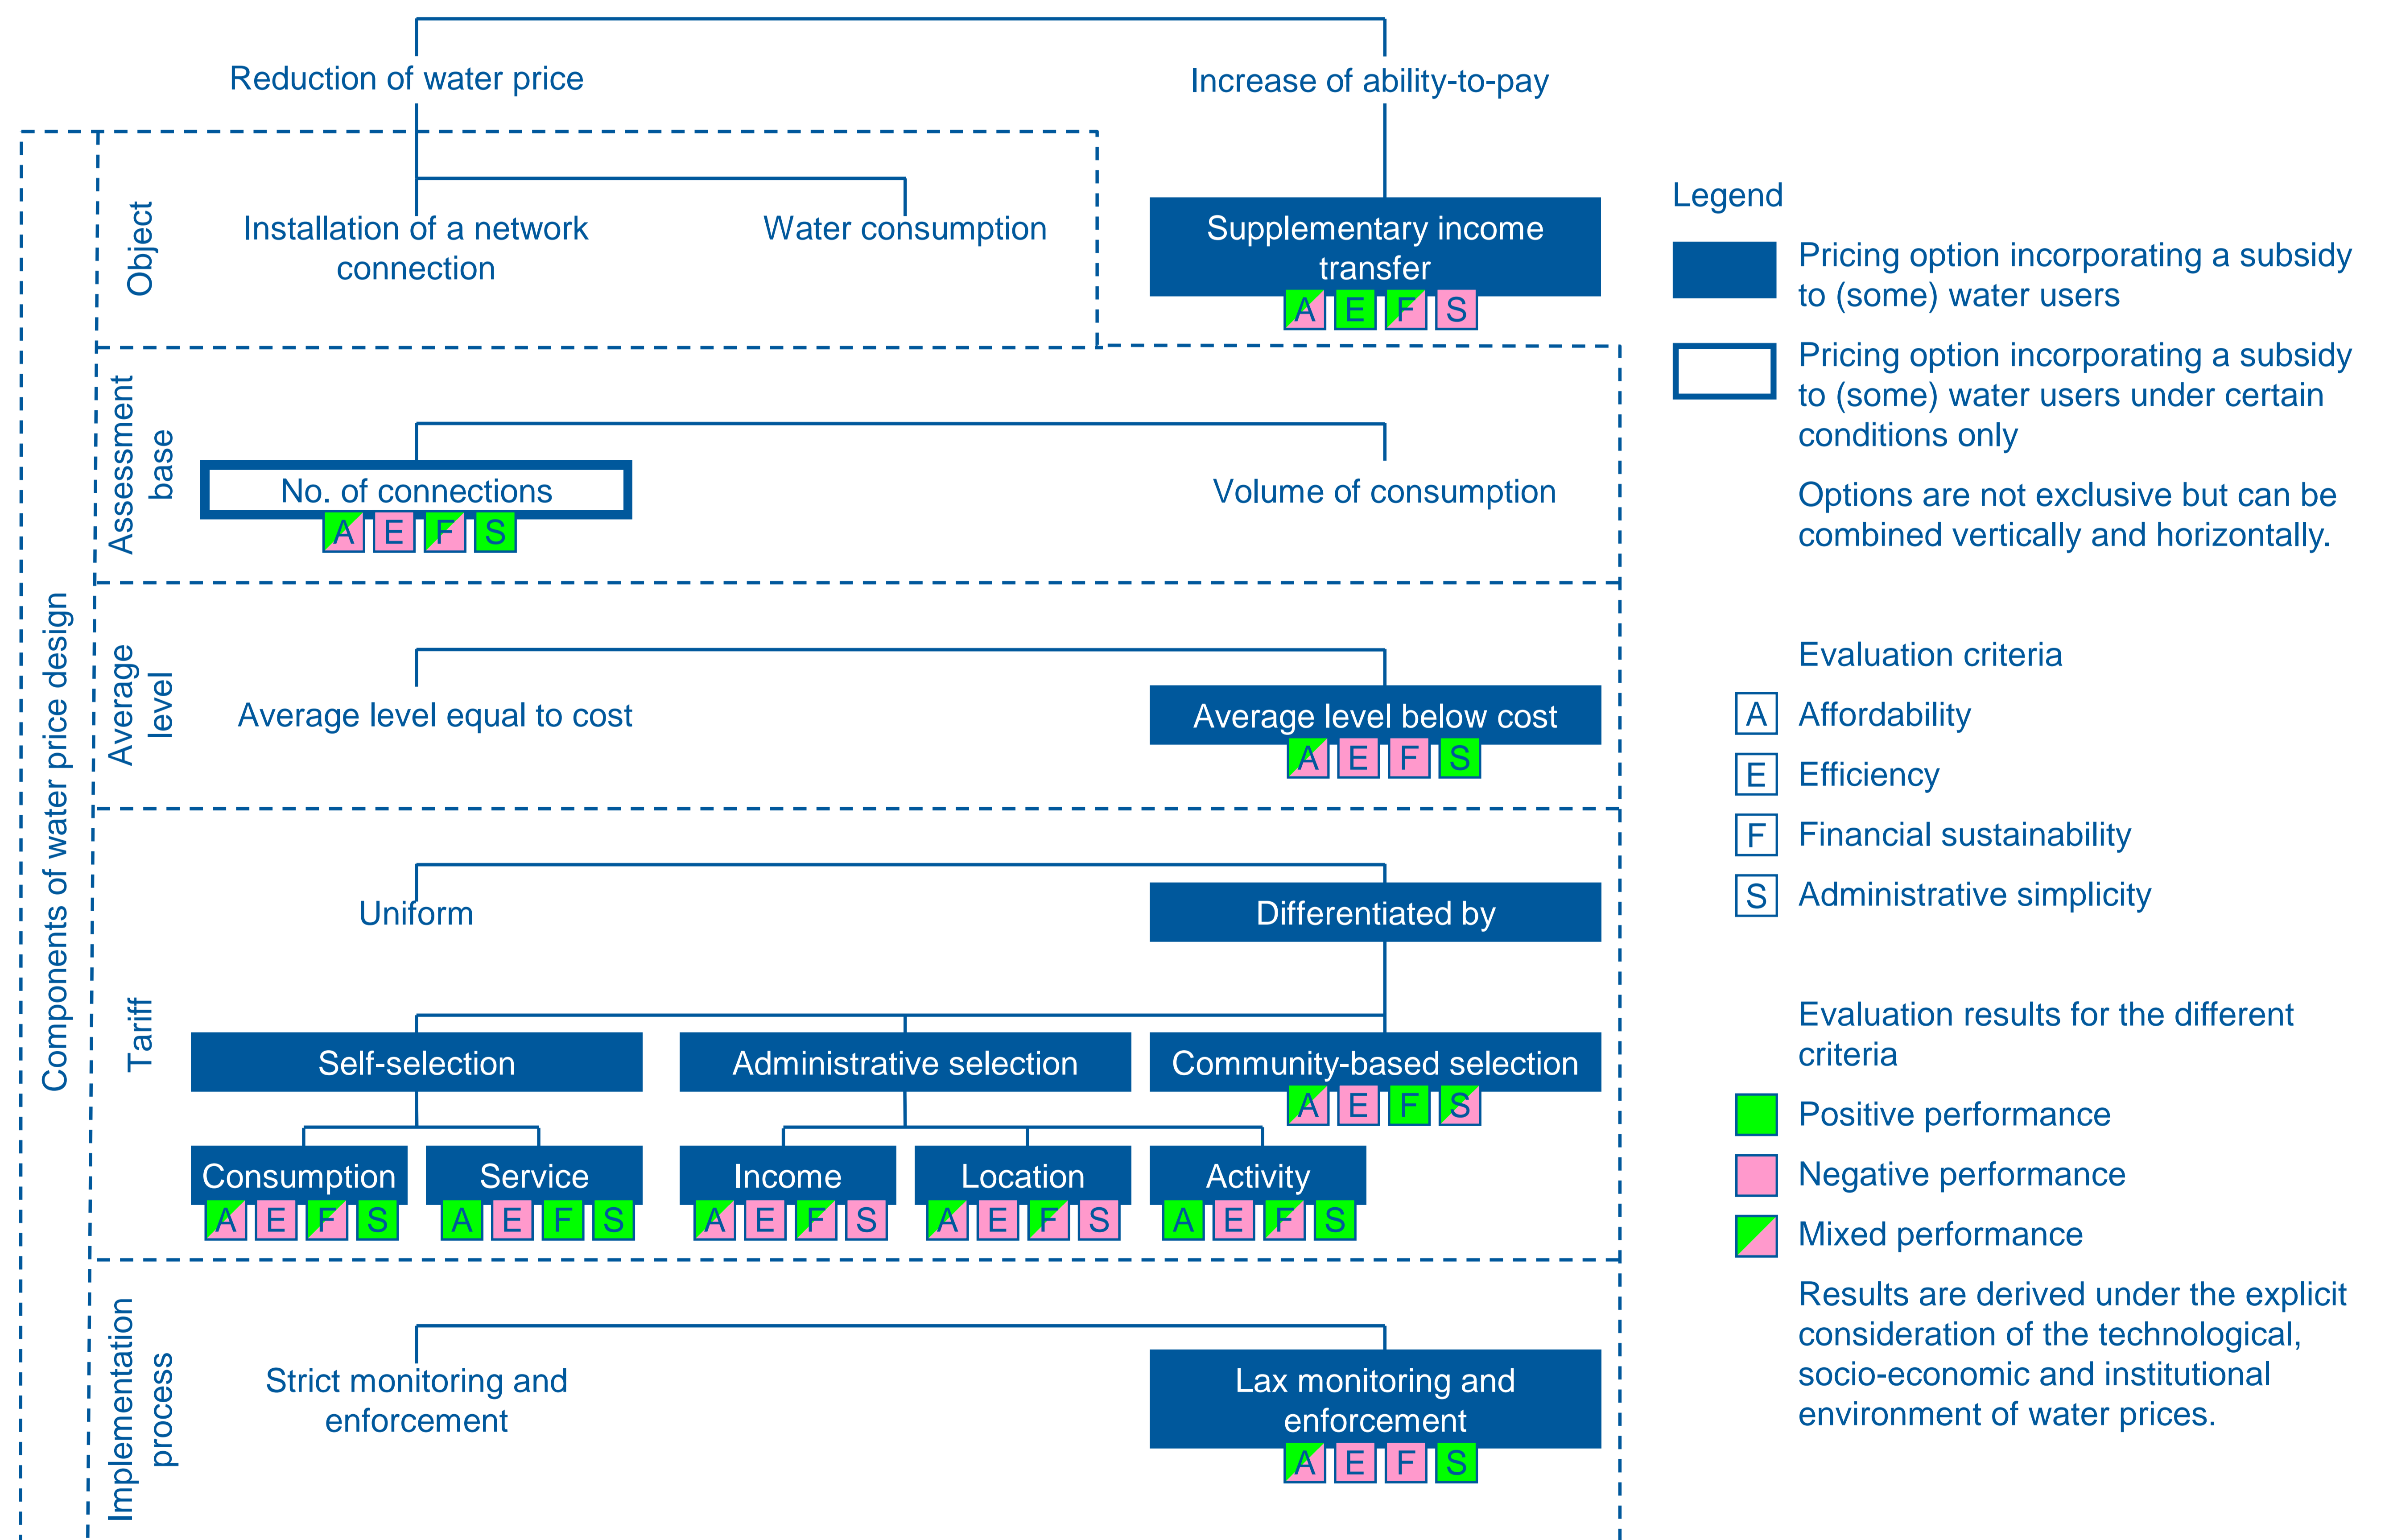 Reduction of water price
Increase of ability-to-pay
Components of water price design
Object
Installation of a network
connection
Water consumption
Supplementary income
transfer
A E F S
Assessment
base
No. of connections
A E F S
Volume of consumption
Average
level
Average level equal to cost
Average level below cost
A E F S
Tariff
Uniform
Differentiated by
Self-selection
Administrative selection
Community-based selection
A E F S
Consumption
A E F S
Service
A E F S
Income
A E F S
Location
A E F S
Activity
A E F S
Implementation
process
Strict monitoring and
enforcement
Lax monitoring and
enforcement
A E F S
Legend
Pricing option incorporating a subsidy
to (some) water users
Pricing option incorporating a subsidy
to (some) water users under certain
conditions only
Options are not exclusive but can be
combined vertically and horizontally.
Evaluation criteria
A Affordability
E Efficiency
F Financial sustainability
S Administrative simplicity
Evaluation results for the different
criteria
Positive performance
Negative performance
Mixed performance
Results are derived under the explicit
consideration of the technological,
socio-economic and institutional
environment of water prices.